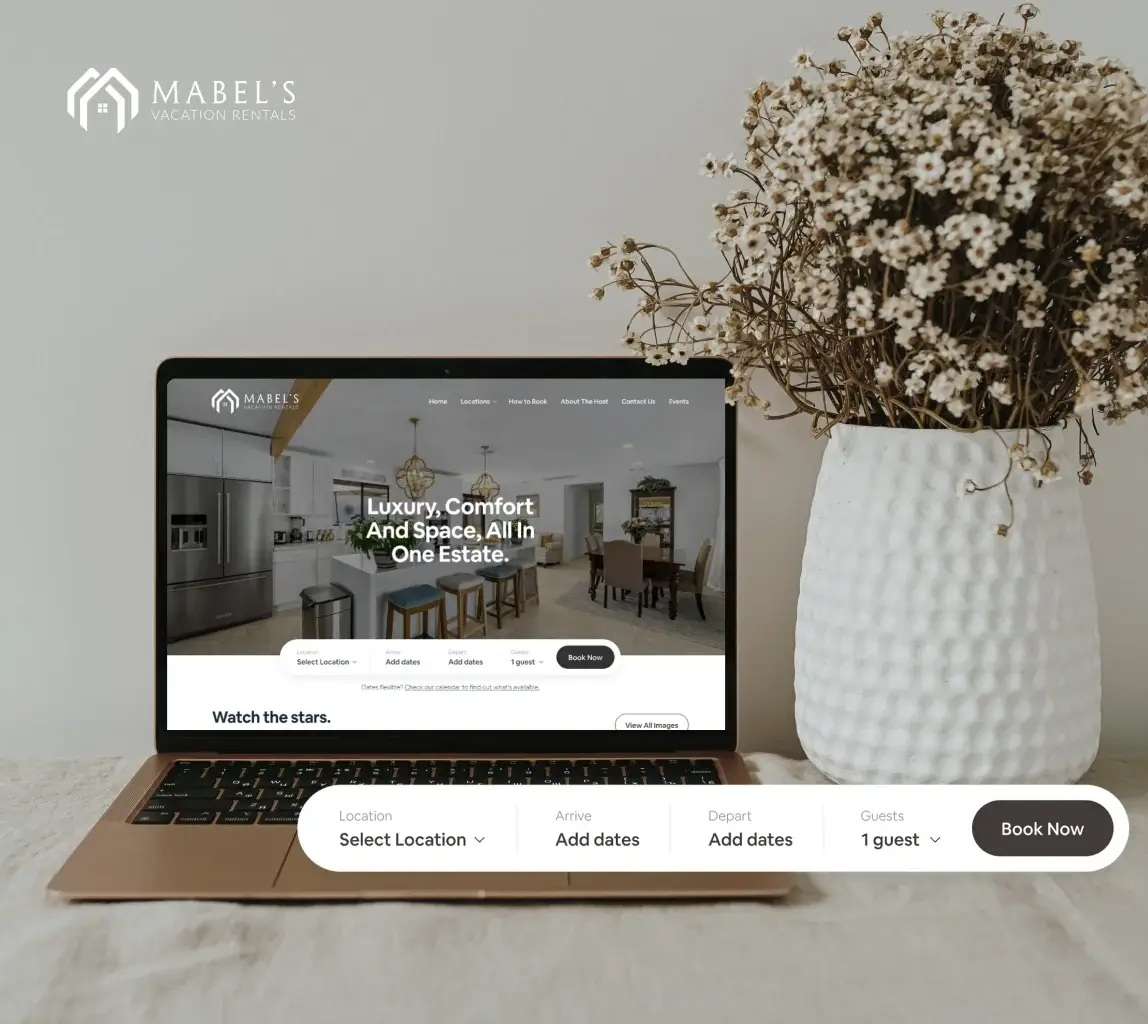 MABEL'S
VACATION RENTALS
MABEL'S
VACATION RENTALS
Home Locations How to Book About The Host Contact Us Events
Luxury, Comfort
And Space, All In
One Estate.
Location Arrive Depart Guests
Select Location Add dates Add dates 1 guest Book Now
Dates flexible? Check our calendar to find out what's available.
Watch the stars.
View All Images
Location Arrive Depart Guests
Select Location Add dates Add dates 1 guest Book Now